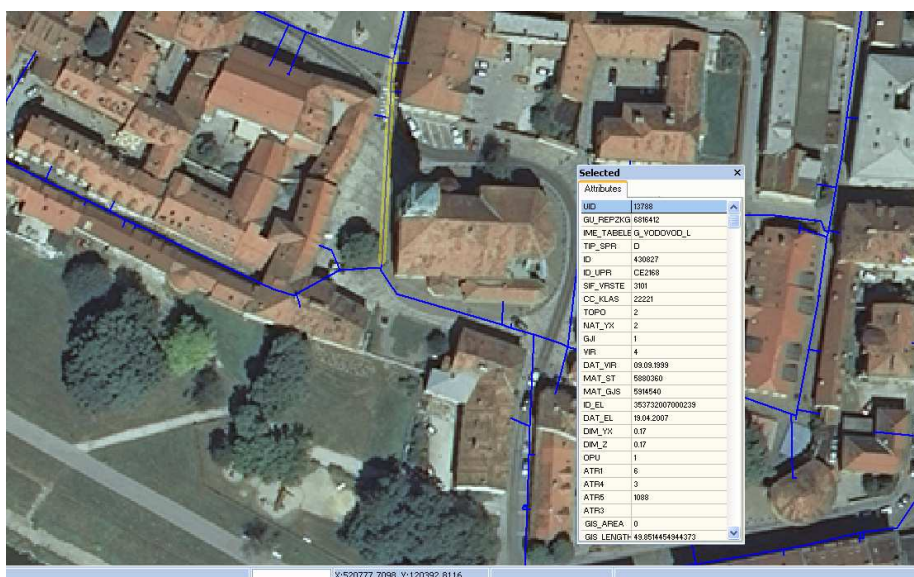 Selected
Attributes
UID 13788
GU_REPZKG 6816412
IME_TABELE G_VODOVOD_L
TIP_SPR D
ID 430827
ID_UPR CE2168
SIF_VRSTE 3101
CC_KLAS 22221
TOPO 2
NAT_YX 2
GJI 1
VIR 4
DAT_VIR 09.09.1999
MAT_ST 5880360
MAT_GJS 5914540
ID_EL 353732007000239
DAT_EL 19.04.2007
DIM_YX 0.17
DIM_Z 0.17
OPU 1
ATR1 6
ATR4 3
ATR5 1088
ATR3
GIS_AREA 0
GIS_LENGTH 49.8514454944373
X:520777.7098 Y:120392.8116